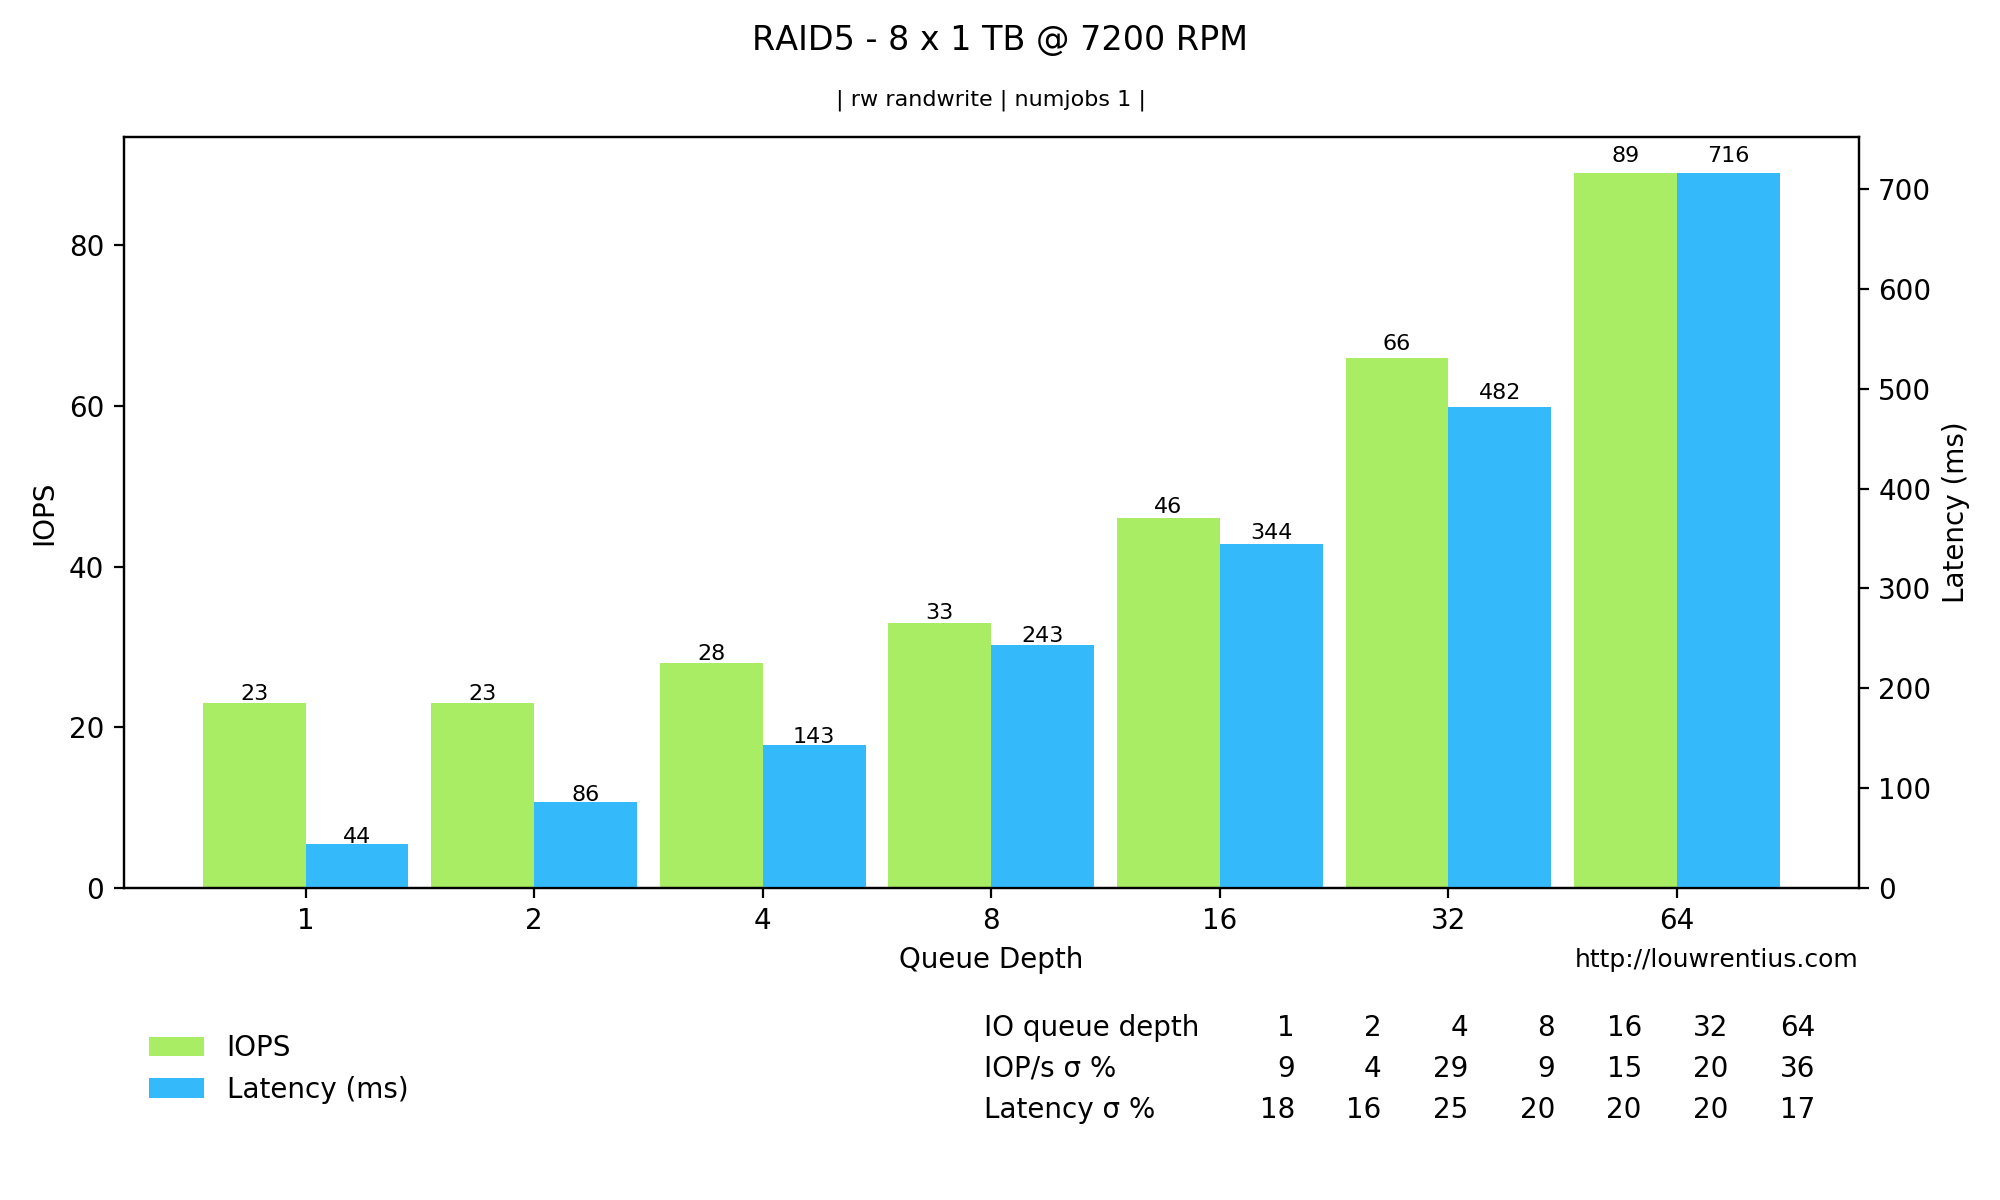 RAID5 - 8 x 1 TB @ 7200 RPM
| rw randwrite | numjobs 1 |
89 716
700
80
600
66
482
500
IOPS
60
400
Latency (ms)
46
344
40
300
33
243
28
200
23 23
143
20
86
100
44
0 0
1 2 4 8 16 32 64
Queue Depth
http://louwrentius.com
IOPS
Latency (ms)
IO queue depth 1 2 4 8 16 32 64
IOP/s σ % 9 4 29 9 15 20 36
Latency σ % 18 16 25 20 20 20 17